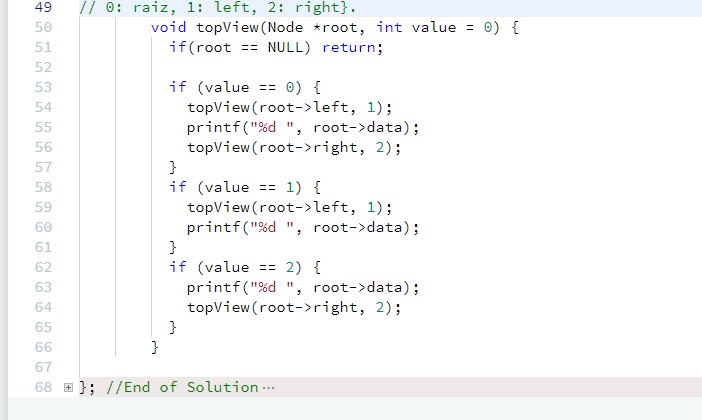 49 // 0: raiz, 1: left, 2: right}.
50         void topView(Node *root, int value = 0) {
51           if(root == NULL) return;
52
53           if (value == 0) {
54             topView(root->left, 1);
55             printf("%d ", root->data);
56             topView(root->right, 2);
57           }
58           if (value == 1) {
59             topView(root->left, 1);
60             printf("%d ", root->data);
61           }
62           if (value == 2) {
63             printf("%d ", root->data);
64             topView(root->right, 2);
65           }
66         }
67
68 }; //End of Solution ⋯